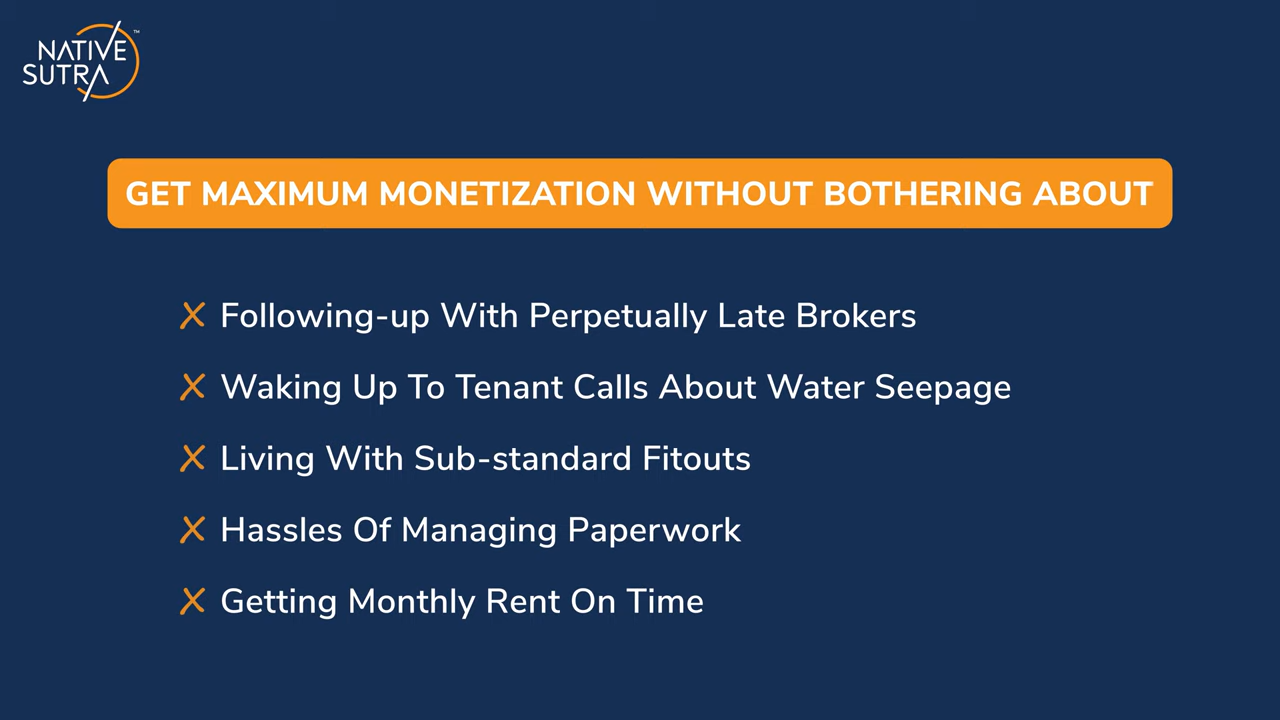 NATIVE
SUTRA
™
GET MAXIMUM MONETIZATION WITHOUT BOTHERING ABOUT
Following-up With Perpetually Late Brokers
Waking Up To Tenant Calls About Water Seepage
Living With Sub-standard Fitouts
Hassles Of Managing Paperwork
Getting Monthly Rent On Time